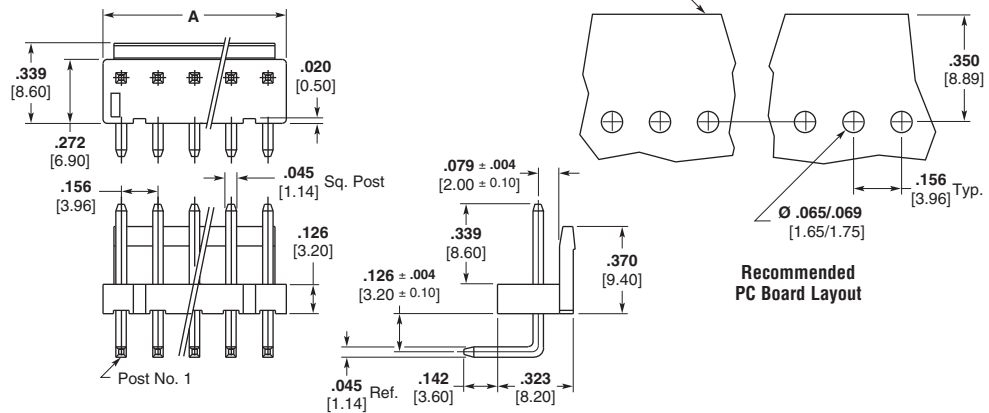 A
.339
[8.60]
.272
[6.90]
.020
[0.50]
.156
[3.96]
.045
[1.14] Sq. Post
.126
[3.20]
Post No. 1
.079 ± .004
[2.00 ± 0.10]
.339
[8.60]
.126 ± .004
[3.20 ± 0.10]
.370
[9.40]
.045
[1.14] Ref.
.142
[3.60]
.323
[8.20]
.350
[8.89]
.156
[3.96] Typ.
Ø .065/.069
[1.65/1.75]
Recommended
PC Board Layout